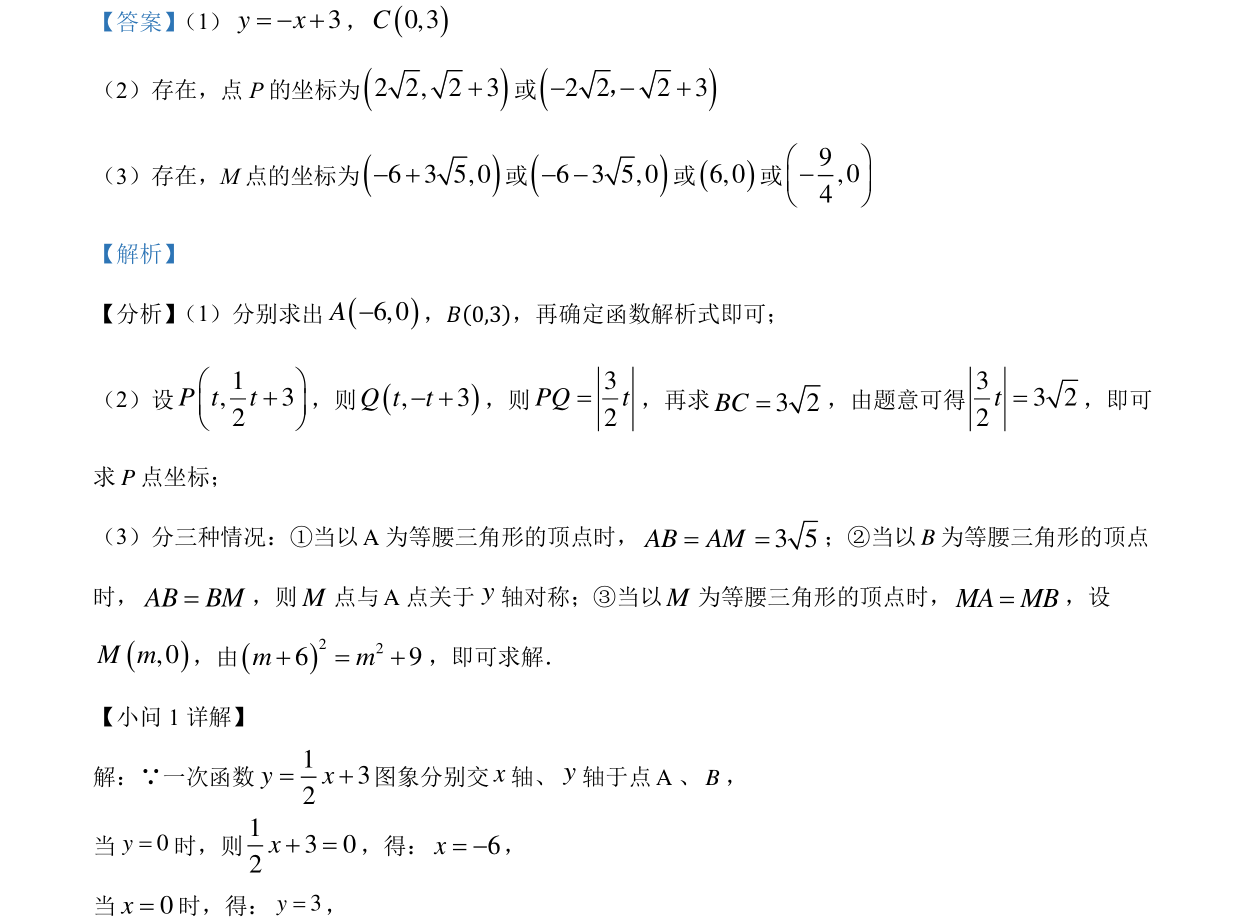 【答案】（1） y = −x + 3 ， C(0,3)
（2）存在，点 P 的坐标为(2√2, √2 + 3)或(−2√2,−√2 + 3)
（3）存在，M 点的坐标为(−6 + 3√5,0)或(−6 − 3√5,0)或(6,0)或(−9/4,0)
【解析】
【分析】（1）分别求出 A(−6,0)，B(0,3)，再确定函数解析式即可；
（2）设 P(t, 1/2 t + 3)，则 Q(t,−t + 3)，则 PQ = |3/2 t|，再求 BC = 3√2 ，由题意可得|3/2 t| = 3√2 ，即可
求 P 点坐标；
（3）分三种情况：①当以 A 为等腰三角形的顶点时， AB = AM = 3√5 ；②当以 B 为等腰三角形的顶点
时， AB = BM ，则 M 点与 A 点关于 y 轴对称；③当以 M 为等腰三角形的顶点时，MA = MB ，设
M(m,0)，由(m + 6)² = m² + 9 ，即可求解．
【小问 1 详解】
解：∵一次函数 y = 1/2 x + 3 图象分别交 x 轴、 y 轴于点 A 、 B ，
当 y = 0 时，则 1/2 x + 3 = 0 ，得： x = −6 ，
当 x = 0 时，得： y = 3 ，